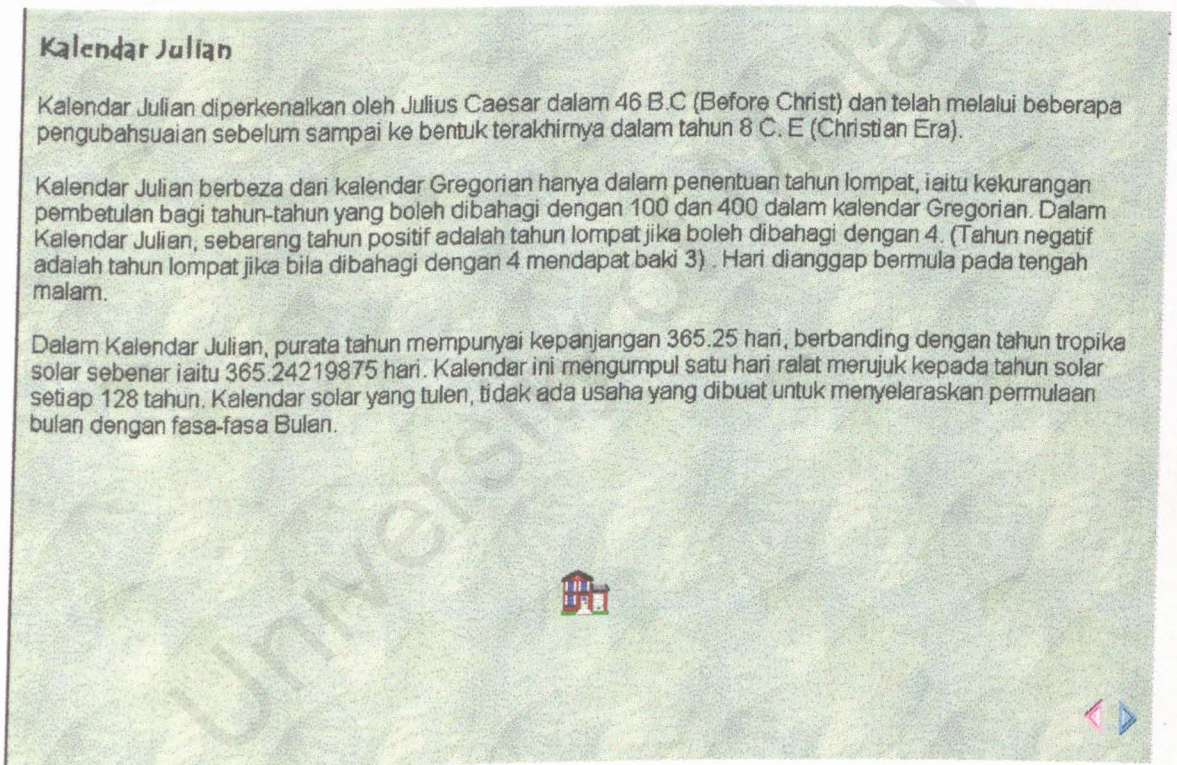 Kalendar Julian
Kalendar Julian diperkenalkan oleh Julius Caesar dalam 46 B.C (Before Christ) dan telah melalui beberapa
pengubahsuaian sebelum sampai ke bentuk terakhirnya dalam tahun 8 C. E (Christian Era).
Kalendar Julian berbeza dari kalendar Gregorian hanya dalam penentuan tahun lompat, iaitu kekurangan
pembetulan bagi tahun-tahun yang boleh dibahagi dengan 100 dan 400 dalam kalendar Gregorian. Dalam
Kalendar Julian, sebarang tahun positif adalah tahun lompat jika boleh dibahagi dengan 4. (Tahun negatif
adalah tahun lompat jika bila dibahagi dengan 4 mendapat baki 3) . Hari dianggap bermula pada tengah
malam.
Dalam Kalendar Julian, purata tahun mempunyai kepanjangan 365.25 hari, berbanding dengan tahun tropika
solar sebenar iaitu 365.24219875 hari. Kalendar ini mengumpul satu hari ralat merujuk kepada tahun solar
setiap 128 tahun. Kalendar solar yang tulen, tidak ada usaha yang dibuat untuk menyelaraskan permulaan
bulan dengan fasa-fasa Bulan.
University of Malay